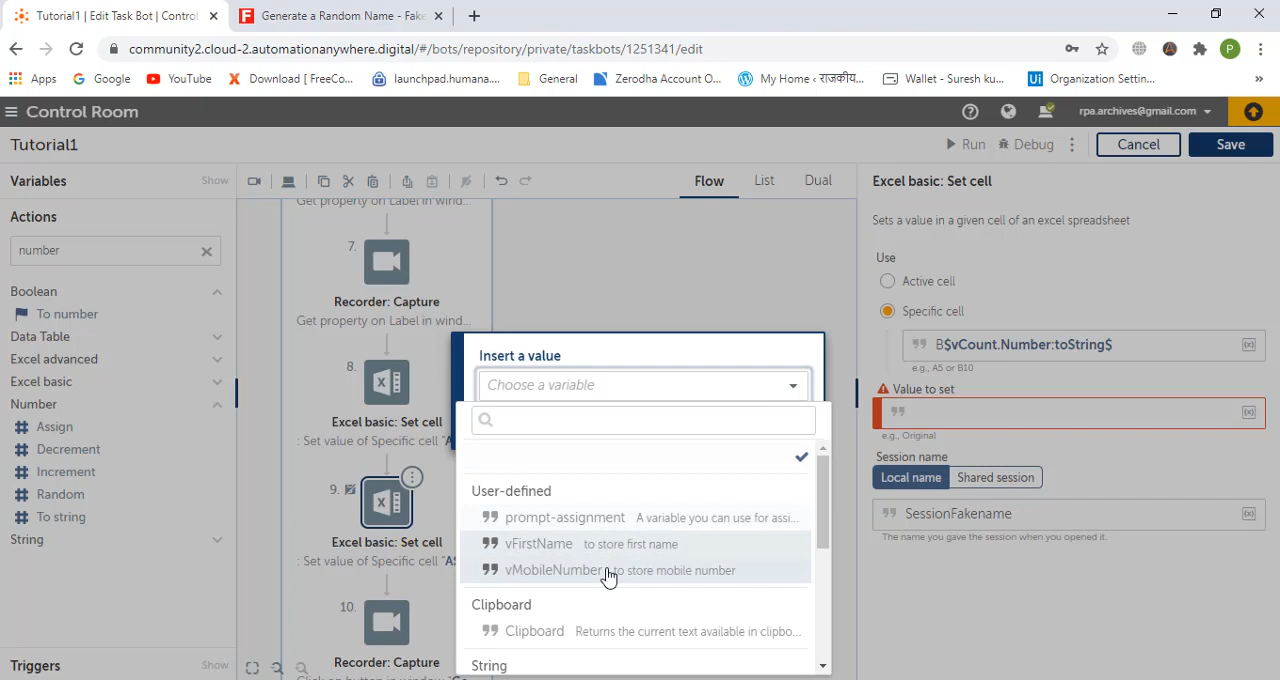 Tutorial1 | Edit Task Bot | Control
Generate a Random Name - Fake
community2.cloud-2.automationanywhere.digital/#/bots/repository/private/taskbots/1251341/edit
P
Apps
Google
YouTube
Download [ FreeCo...
launchpad.humana....
General
Zerodha Account O...
My Home ‹ राजकीय...
Wallet - Suresh ku...
Organization Settin...
Control Room
rpa.archives@gmail.com
Tutorial1
Run
Debug
Cancel
Save
Variables
Show
Flow
List
Dual
Excel basic: Set cell
Actions
number
Boolean
To number
Data Table
Excel advanced
Excel basic
Number
Assign
Decrement
Increment
Random
To string
String
Triggers
Show
Get property on Label in wind...
7.
Recorder: Capture
Get property on Label in wind...
8.
Excel basic: Set cell
: Set value of Specific cell "A
9.
Excel basic: Set cell
: Set value of Specific cell "A
10.
Recorder: Capture
Click on button in window "Go
Insert a value
Choose a variable
User-defined
prompt-assignment A variable you can use for assi...
vFirstName to store first name
vMobileNumber to store mobile number
Clipboard
Clipboard Returns the current text available in clipbo...
String
Sets a value in a given cell of an excel spreadsheet
Use
Active cell
Specific cell
B$vCount.Number:toString$
e.g., A5 or B10
Value to set
e.g., Original
Session name
Local name
Shared session
SessionFakename
The name you gave the session when you opened it.